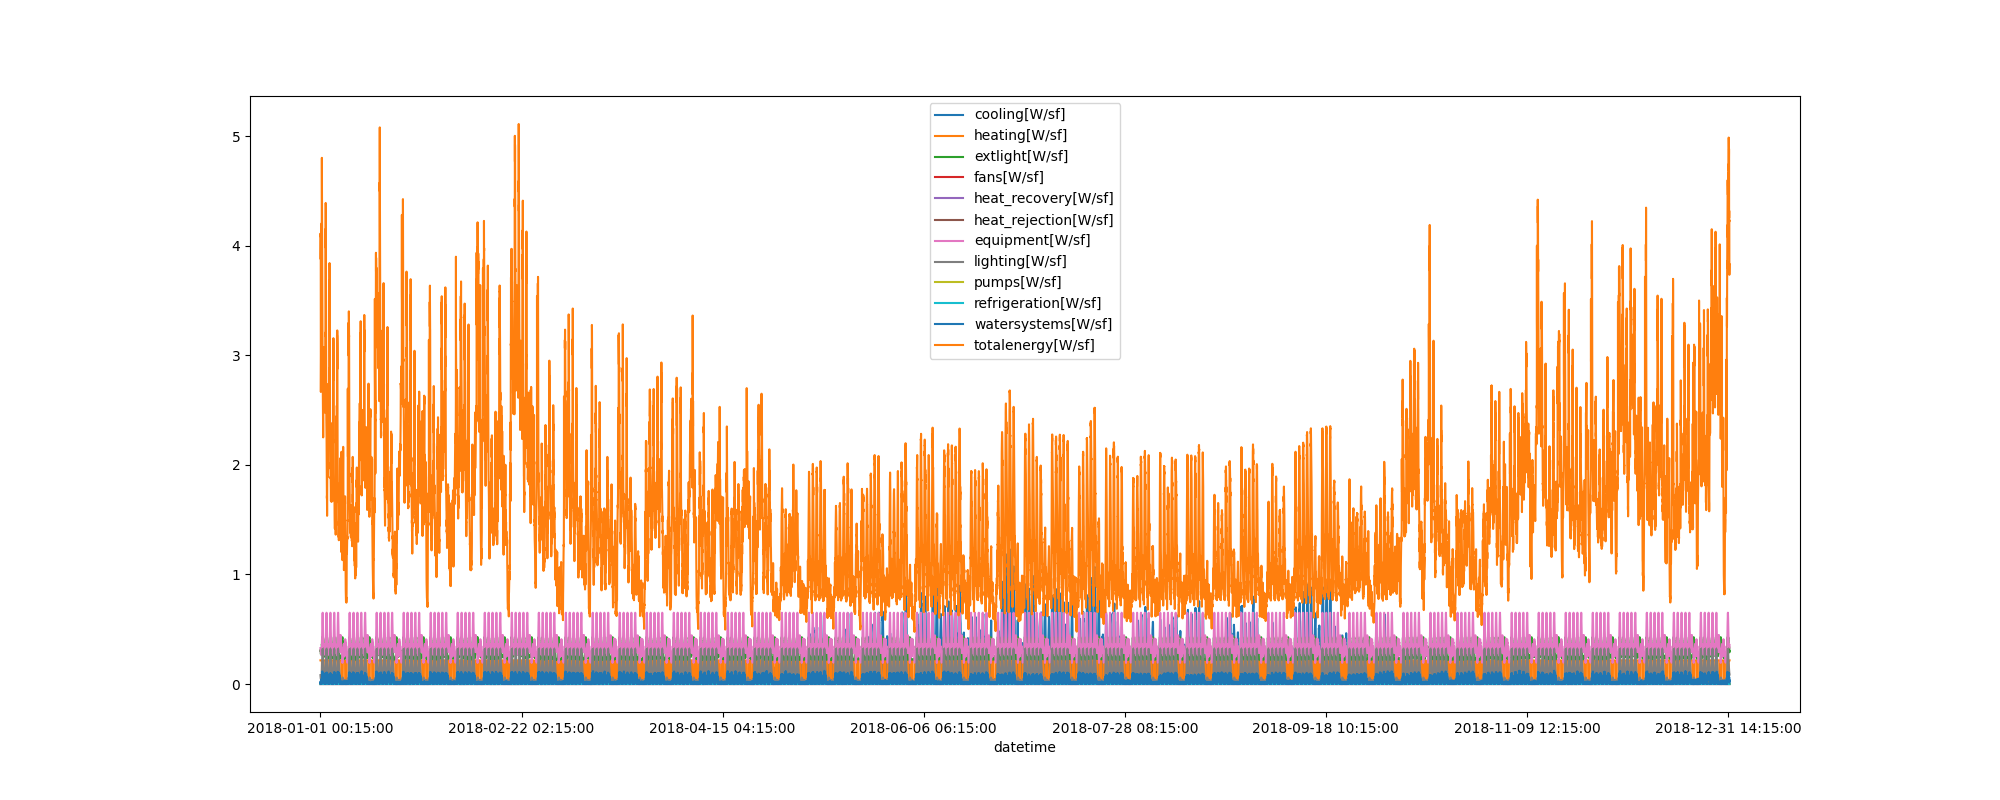 5
4
3
2
1
0
cooling[W/sf]
heating[W/sf]
extlight[W/sf]
fans[W/sf]
heat_recovery[W/sf]
heat_rejection[W/sf]
equipment[W/sf]
lighting[W/sf]
pumps[W/sf]
refrigeration[W/sf]
watersystems[W/sf]
totalenergy[W/sf]
2018-01-01 00:15:00 2018-02-22 02:15:00 2018-04-15 04:15:00 2018-06-06 06:15:00 2018-07-28 08:15:00 2018-09-18 10:15:00 2018-11-09 12:15:00 2018-12-31 14:15:00
datetime